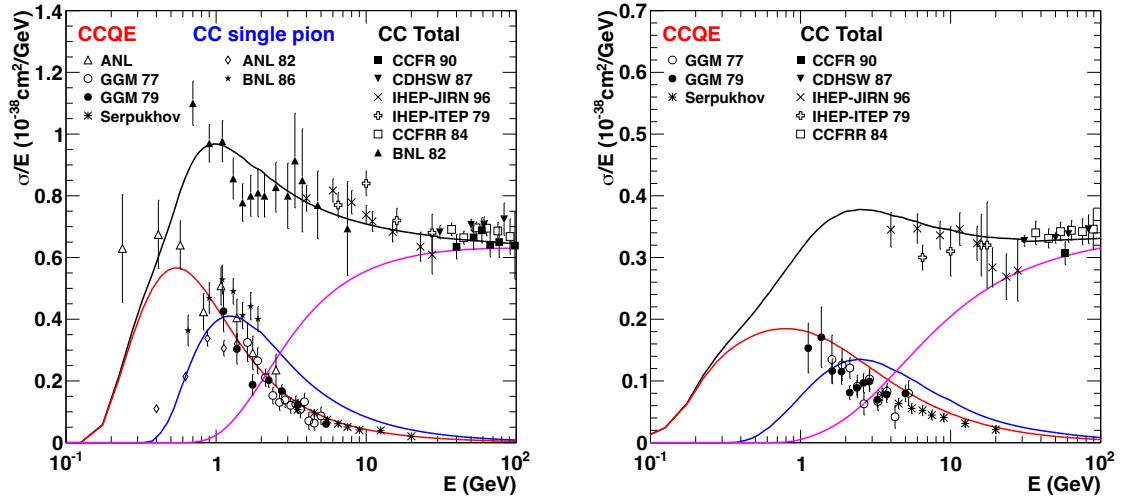 1.4
1.2
1
0.8
0.6
0.4
0.2
0
σ/E (10⁻³⁸cm²/GeV)
CCQE
ANL
GGM 77
GGM 79
Serpukhov
CC single pion
ANL 82
BNL 86
CC Total
CCFR 90
CDHSW 87
IHEP-JIRN 96
IHEP-ITEP 79
CCFRR 84
BNL 82
10⁻¹ 1 10 10²
E (GeV)
0.7
0.6
0.5
0.4
0.3
0.2
0.1
0
σ/E (10⁻³⁸cm²/GeV)
CCQE
GGM 77
GGM 79
Serpukhov
CC Total
CCFR 90
CDHSW 87
IHEP-JIRN 96
IHEP-ITEP 79
CCFRR 84
10⁻¹ 1 10 10²
E (GeV)